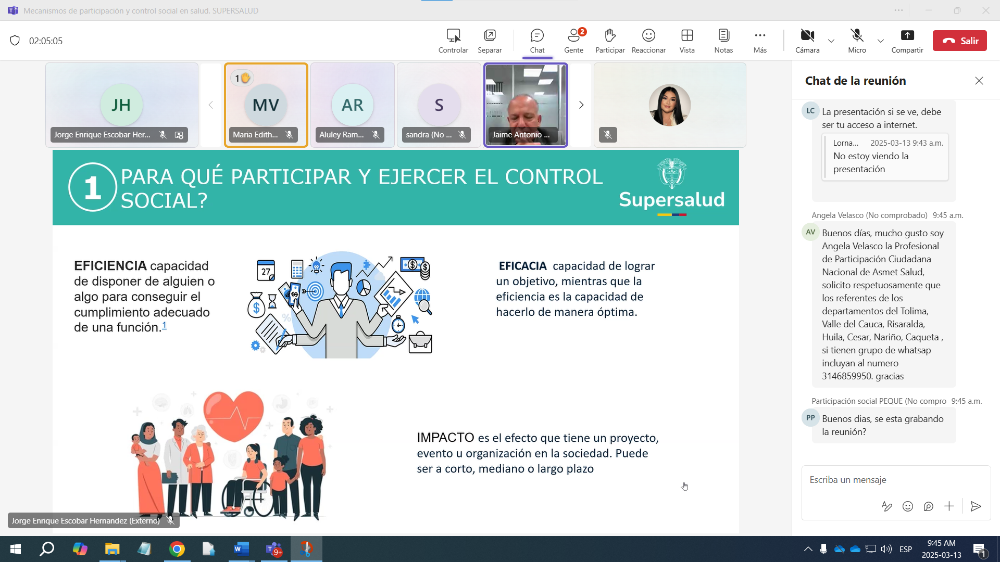 Mecanismos de participación y control social en salud. SUPERSALUD
02:05:05
Controlar
Separar
Chat
2
Gente
Participar
Reaccionar
Vista
Notas
Más
Cámara
Micro
Compartir
Salir
JH
Jorge Enrique Escobar Her...
1
MV
Maria Edith...
AR
Aluley Ram...
S
sandra (No ...
Jaime Antonio ...
1
PARA QUÉ PARTICIPAR Y EJERCER EL CONTROL
SOCIAL?
Supersalud
EFICIENCIA capacidad
de disponer de alguien o
algo para conseguir el
cumplimiento adecuado
de una función.1
27
$
$
$
%
EFICACIA capacidad de lograr
un objetivo, mientras que la
eficiencia es la capacidad de
hacerlo de manera óptima.
IMPACTO es el efecto que tiene un proyecto,
evento u organización en la sociedad. Puede
ser a corto, mediano o largo plazo
Jorge Enrique Escobar Hernandez (Externo)
Chat de la reunión
LC
La presentación si se ve, debe
ser tu acceso a internet.
Lorna... 2025-03-13 9:43 a.m.
No estoy viendo la
presentación
Angela Velasco (No comprobado) 9:45 a.m.
AV
Buenos días, mucho gusto soy
Angela Velasco la Profesional
de Participación Ciudadana
Nacional de Asmet Salud,
solicito respetuosamente que
los referentes de los
departamentos del Tolima,
Valle del Cauca, Risaralda,
Huila, Cesar, Nariño, Caqueta ,
si tienen grupo de whatsap
incluyan al numero
3146859950. gracias
Participación social PEQUE (No compro 9:45 a.m.
PP
Buenos dias, se esta grabando
la reunión?
Escriba un mensaje
W
9+
ESP
9:45 AM
2025-03-13
1